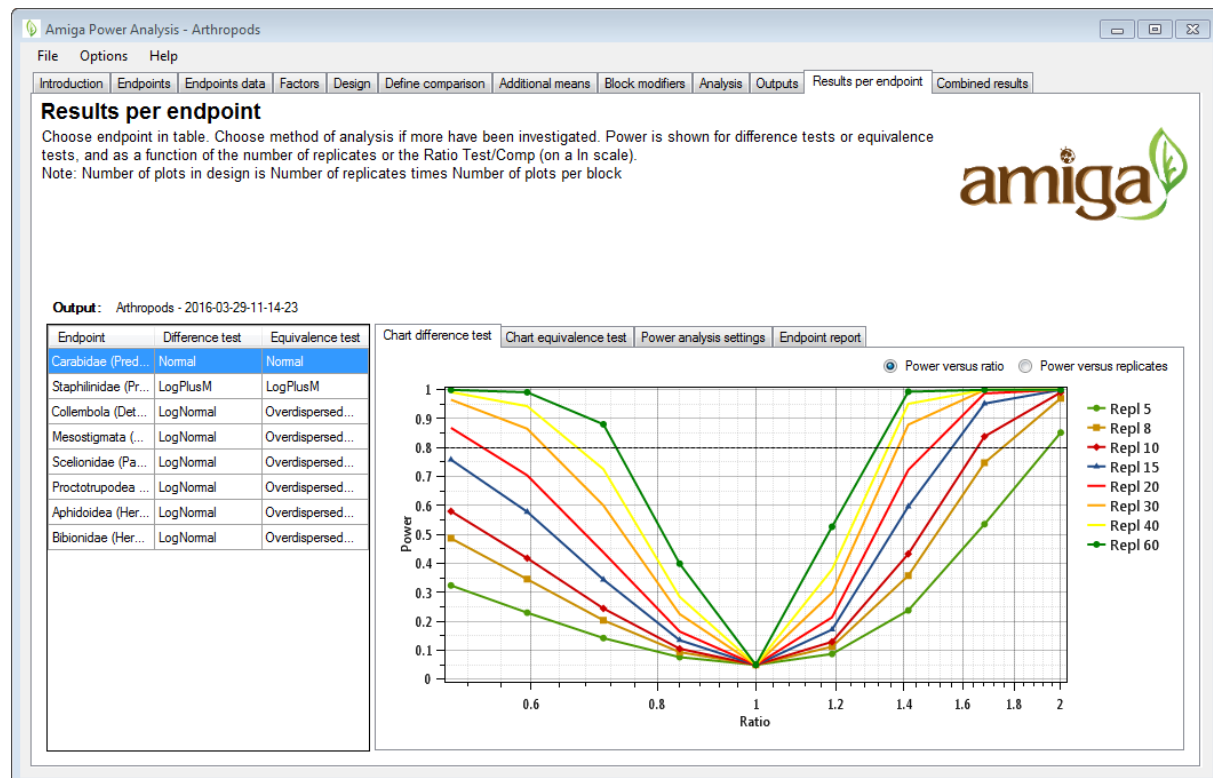 Amiga Power Analysis - Arthropods
File Options Help
Introduction Endpoints Endpoints data Factors Design Define comparison Additional means Block modifiers Analysis Outputs Results per endpoint Combined results
Results per endpoint
Choose endpoint in table. Choose method of analysis if more have been investigated. Power is shown for difference tests or equivalence
tests, and as a function of the number of replicates or the Ratio Test/Comp (on a ln scale).
Note: Number of plots in design is Number of replicates times Number of plots per block
amiga
Output: Arthropods - 2016-03-29-11-14-23
Endpoint Difference test Equivalence test
Carabidae (Pred... Normal Normal
Staphilinidae (Pr... LogPlusM LogPlusM
Collembola (Det... LogNormal Overdispersed...
Mesostigmata (... LogNormal Overdispersed...
Scelionidae (Pa... LogNormal Overdispersed...
Proctotrupodea ... LogNormal Overdispersed...
Aphidoidea (Her... LogNormal Overdispersed...
Bibionidae (Her... LogNormal Overdispersed...
Chart difference test Chart equivalence test Power analysis settings Endpoint report
Power versus ratio Power versus replicates
1
0.9
0.8
0.7
0.6
0.5
0.4
0.3
0.2
0.1
0
Power
0.6 0.8 1 1.2 1.4 1.6 1.8 2
Ratio
Repl 5
Repl 8
Repl 10
Repl 15
Repl 20
Repl 30
Repl 40
Repl 60